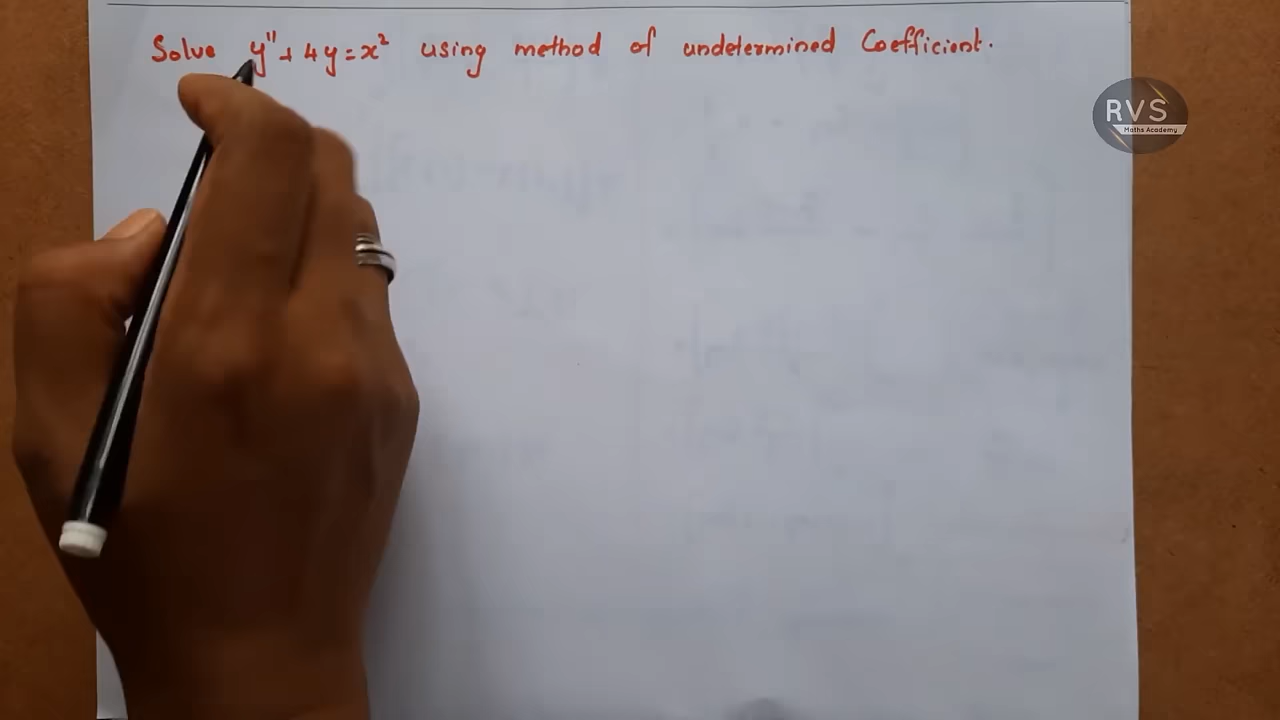 Solve y'' + 4y = x² using method of undetermined Coefficient.
RVS
Maths Academy